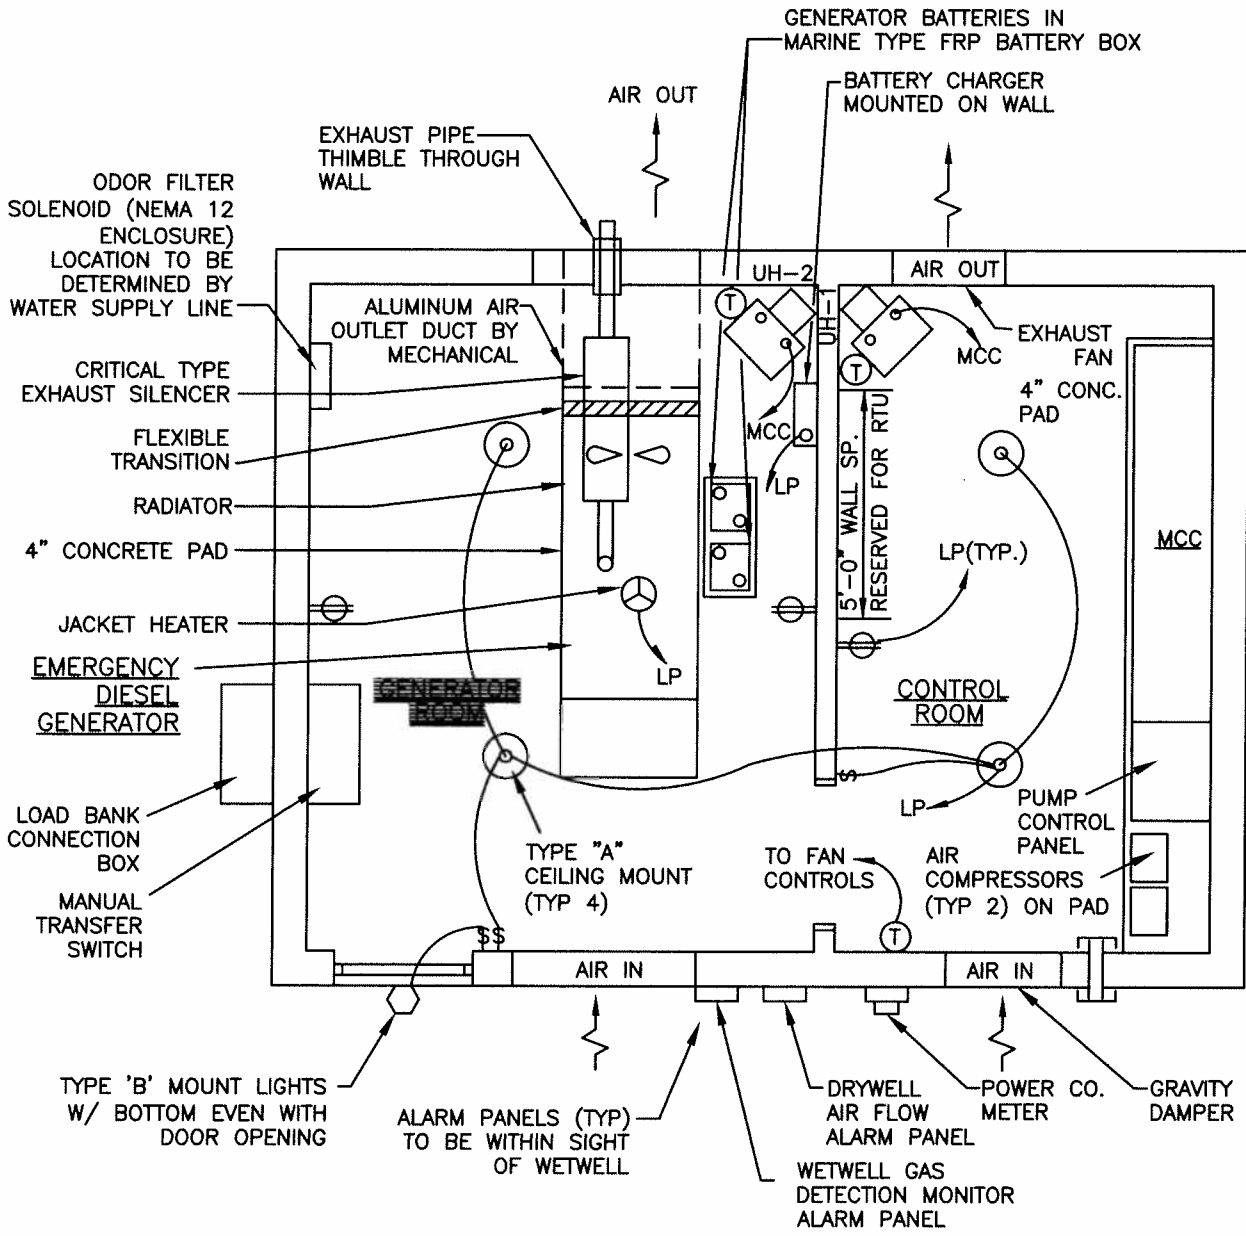 GENERATOR BATTERIES IN
MARINE TYPE FRP BATTERY BOX
BATTERY CHARGER
MOUNTED ON WALL
AIR OUT
EXHAUST PIPE
THIMBLE THROUGH
WALL
ODOR FILTER
SOLENOID (NEMA 12
ENCLOSURE)
LOCATION TO BE
DETERMINED BY
WATER SUPPLY LINE
AIR OUT
UH-2
UH-1
T
ALUMINUM AIR
OUTLET DUCT BY
MECHANICAL
EXHAUST
FAN
MCC
CRITICAL TYPE
EXHAUST SILENCER
T
4" CONC.
PAD
FLEXIBLE
TRANSITION
MCC
LP
5'-0" WALL SP.
RESERVED FOR RTU
RADIATOR
4" CONCRETE PAD
LP(TYP.)
MCC
JACKET HEATER
LP
EMERGENCY
DIESEL
GENERATOR
GENERATOR
ROOM
CONTROL
ROOM
S
LP
PUMP
CONTROL
PANEL
LOAD BANK
CONNECTION
BOX
TYPE "A"
CEILING MOUNT
(TYP 4)
TO FAN
CONTROLS
AIR
COMPRESSORS
(TYP 2) ON PAD
MANUAL
TRANSFER
SWITCH
$$
T
AIR IN
AIR IN
TYPE 'B' MOUNT LIGHTS
W/ BOTTOM EVEN WITH
DOOR OPENING
ALARM PANELS (TYP)
TO BE WITHIN SIGHT
OF WETWELL
DRYWELL
AIR FLOW
ALARM PANEL
POWER CO.
METER
GRAVITY
DAMPER
WETWELL GAS
DETECTION MONITOR
ALARM PANEL